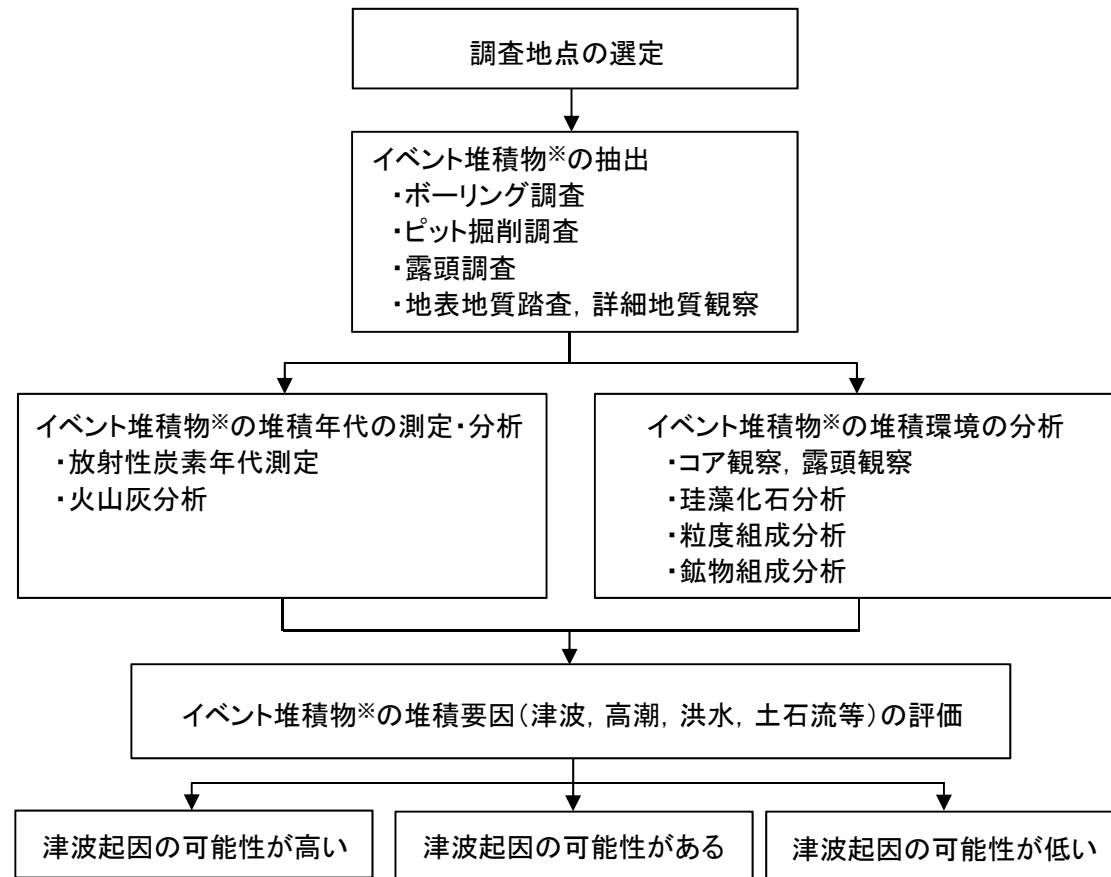 調査地点の選定
イベント堆積物※の抽出
・ボーリング調査
・ピット掘削調査
・露頭調査
・地表地質踏査, 詳細地質観察
イベント堆積物※の堆積年代の測定・分析
・放射性炭素年代測定
・火山灰分析
イベント堆積物※の堆積環境の分析
・コア観察, 露頭観察
・珪藻化石分析
・粒度組成分析
・鉱物組成分析
イベント堆積物※の堆積要因(津波, 高潮, 洪水, 土石流等)の評価
津波起因の可能性が高い
津波起因の可能性がある
津波起因の可能性が低い